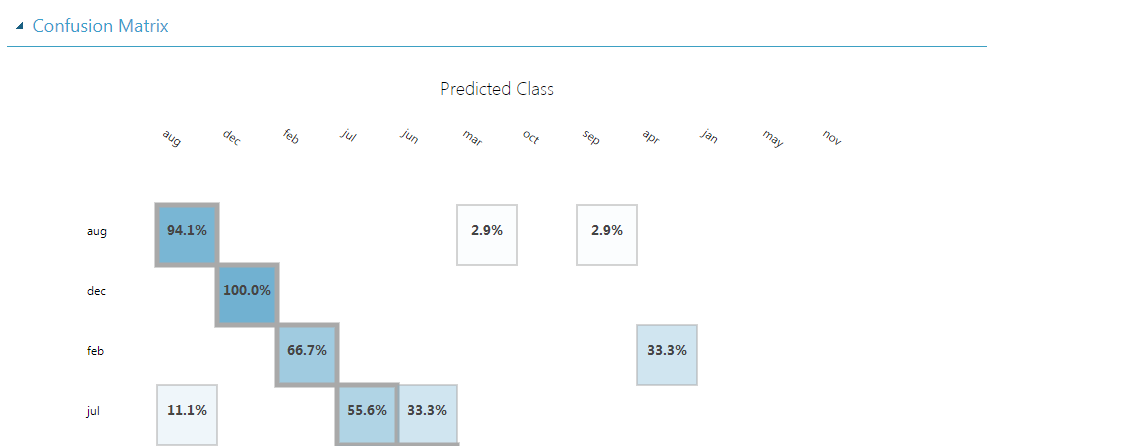 Confusion Matrix
Predicted Class
aug dec feb jul jun mar oct sep apr jan may nov
aug 94.1% 2.9% 2.9%
dec 100.0%
feb 66.7% 33.3%
jul 11.1% 55.6% 33.3%